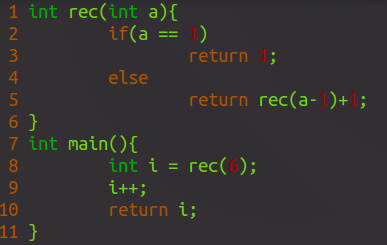 1 int rec(int a){
2         if(a == 1)
3                 return 1;
4         else
5                 return rec(a-1)+1;
6 }
7 int main(){
8         int i = rec(6);
9         i++;
10         return i;
11 }